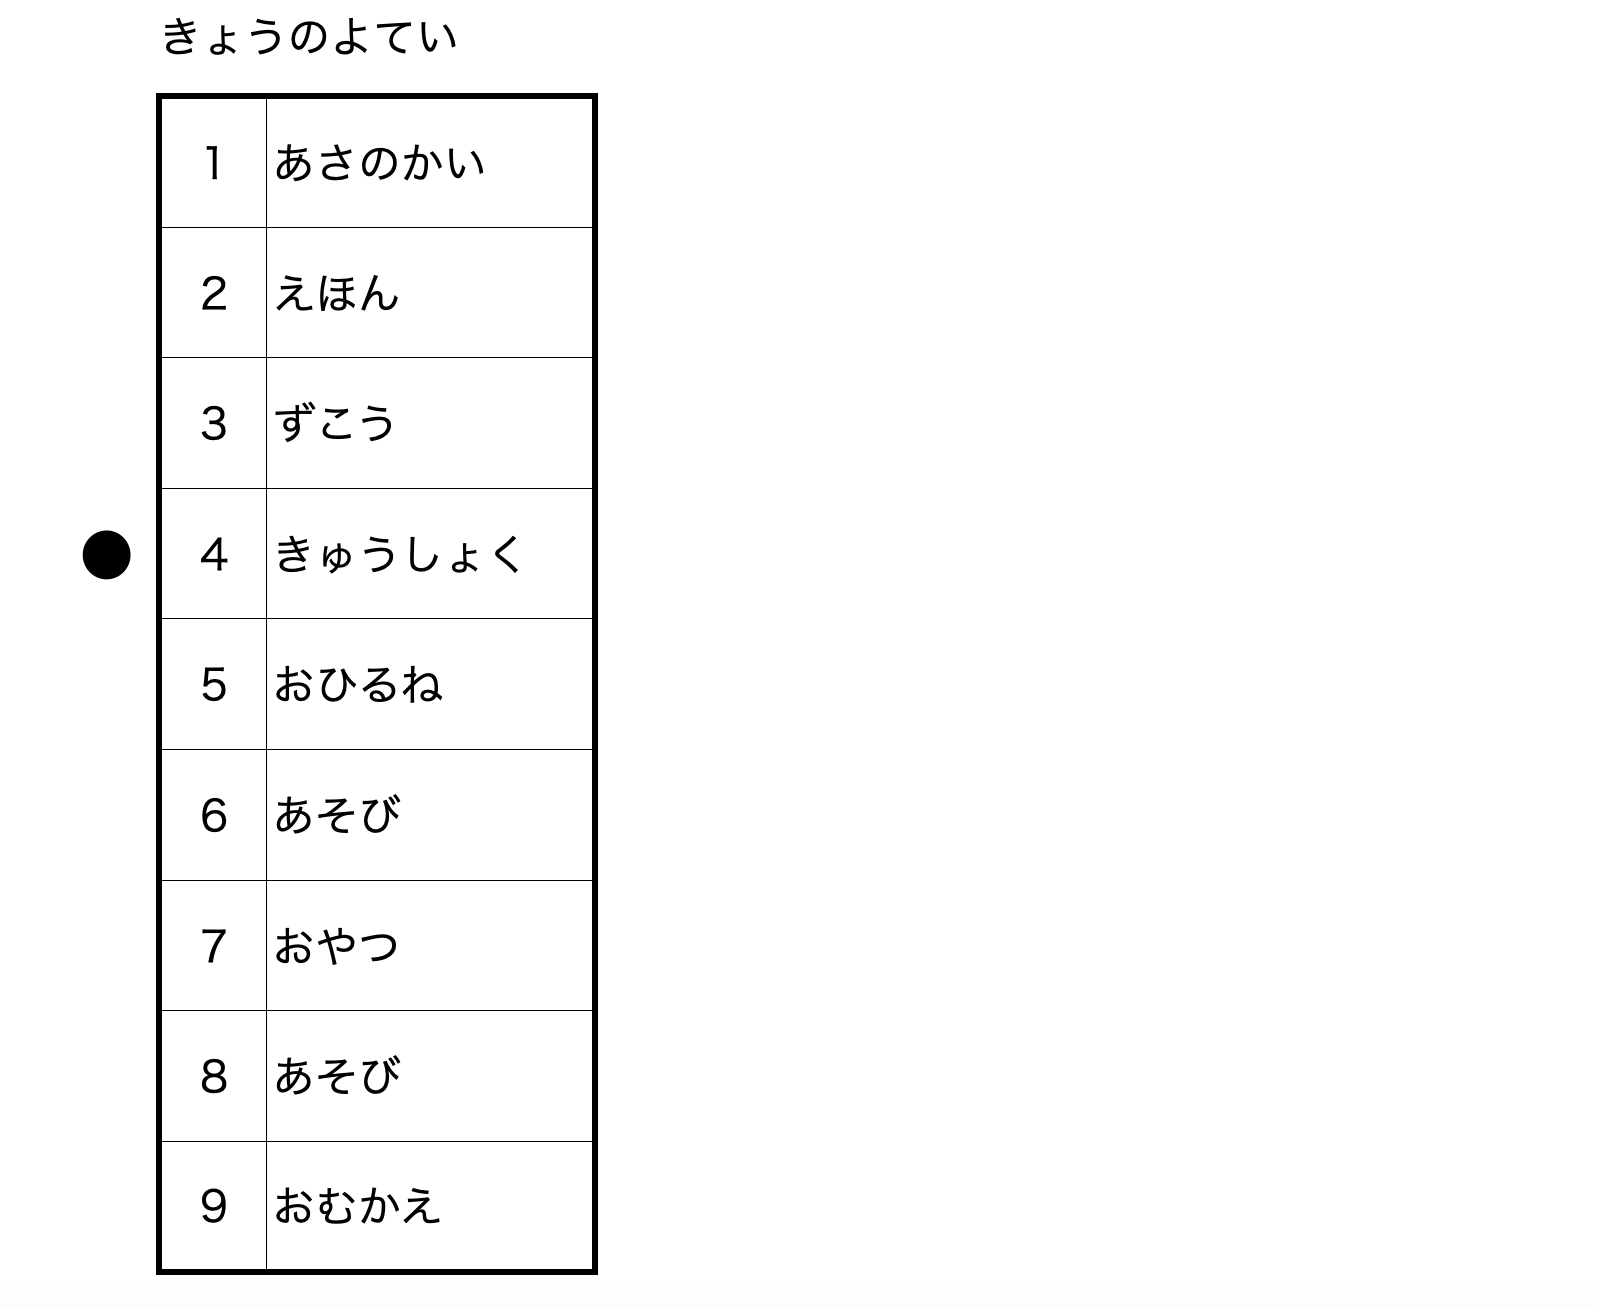 きょうのよてい
1 あさのかい
2 えほん
3 ずこう
4 きゅうしょく
5 おひるね
6 あそび
7 おやつ
8 あそび
9 おむかえ